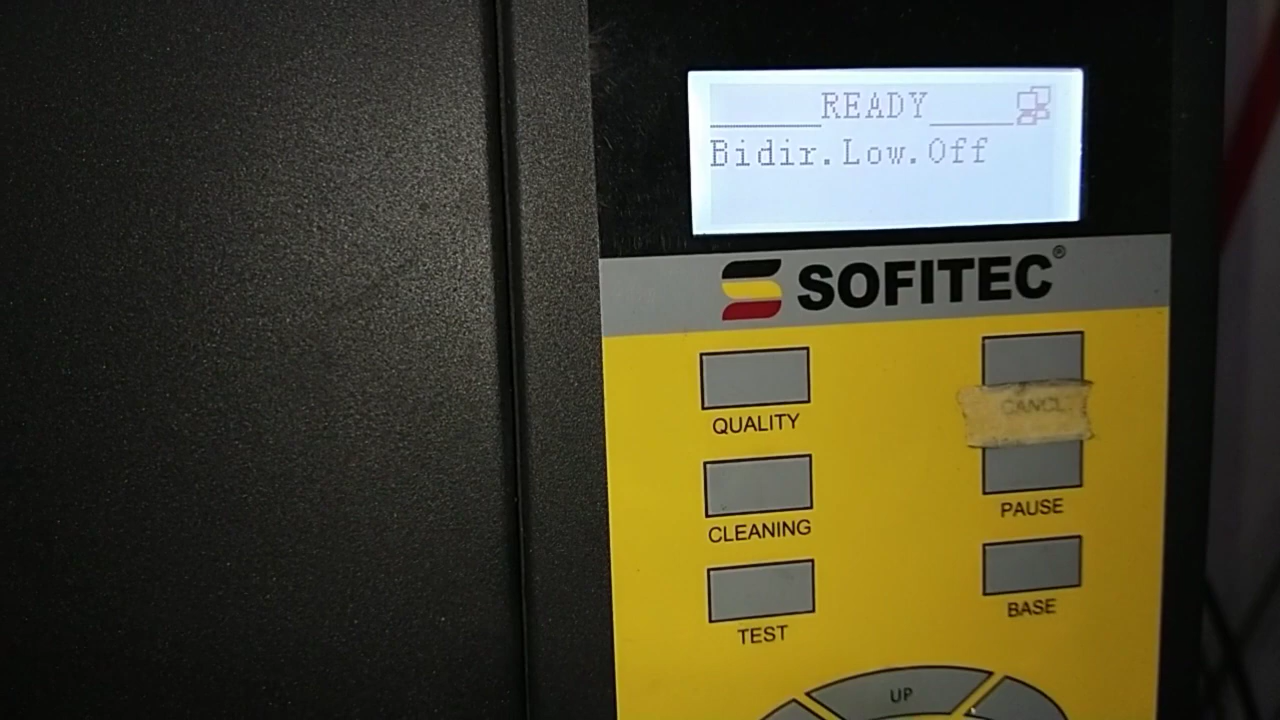 READY
Bidir.Low.Off
SOFITEC®
QUALITY
CANCL
CLEANING
PAUSE
TEST
BASE
UP